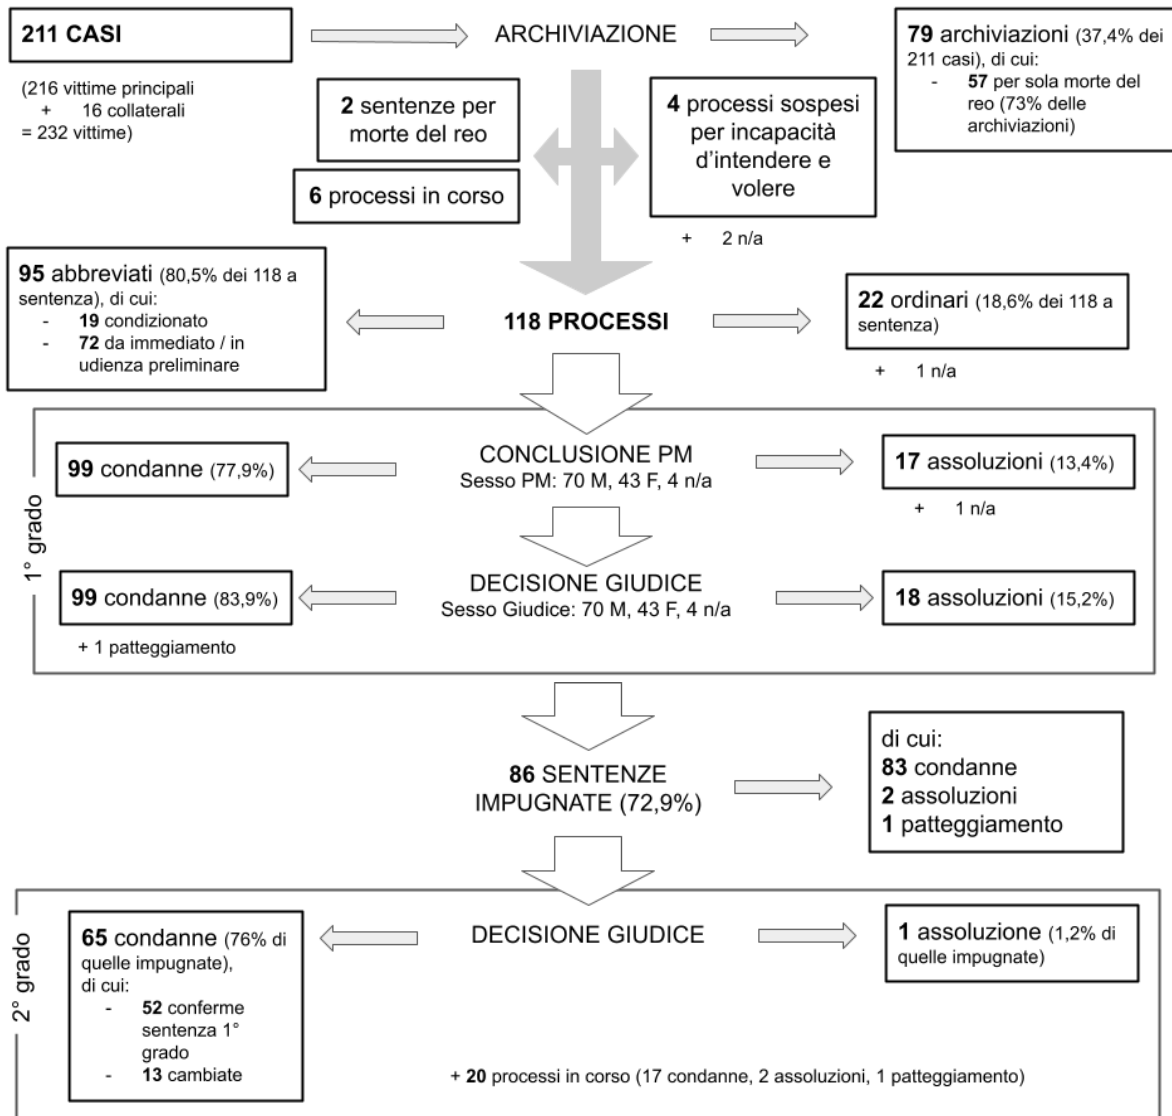 211 CASI
(216 vittime principali
+ 16 collaterali
= 232 vittime)
ARCHIVIAZIONE
79 archiviazioni (37,4% dei
211 casi), di cui:
- 57 per sola morte del
reo (73% delle
archiviazioni)
2 sentenze per
morte del reo
6 processi in corso
4 processi sospesi
per incapacità
d'intendere e
volere
+ 2 n/a
95 abbreviati (80,5% dei 118 a
sentenza), di cui:
- 19 condizionato
- 72 da immediato / in
udienza preliminare
118 PROCESSI
22 ordinari (18,6% dei 118 a
sentenza)
+ 1 n/a
1° grado
99 condanne (77,9%)
CONCLUSIONE PM
Sesso PM: 70 M, 43 F, 4 n/a
17 assoluzioni (13,4%)
+ 1 n/a
99 condanne (83,9%)
+ 1 patteggiamento
DECISIONE GIUDICE
Sesso Giudice: 70 M, 43 F, 4 n/a
18 assoluzioni (15,2%)
86 SENTENZE
IMPUGNATE (72,9%)
di cui:
83 condanne
2 assoluzioni
1 patteggiamento
2° grado
65 condanne (76% di
quelle impugnate),
di cui:
- 52 conferme
sentenza 1°
grado
- 13 cambiate
DECISIONE GIUDICE
1 assoluzione (1,2% di
quelle impugnate)
+ 20 processi in corso (17 condanne, 2 assoluzioni, 1 patteggiamento)